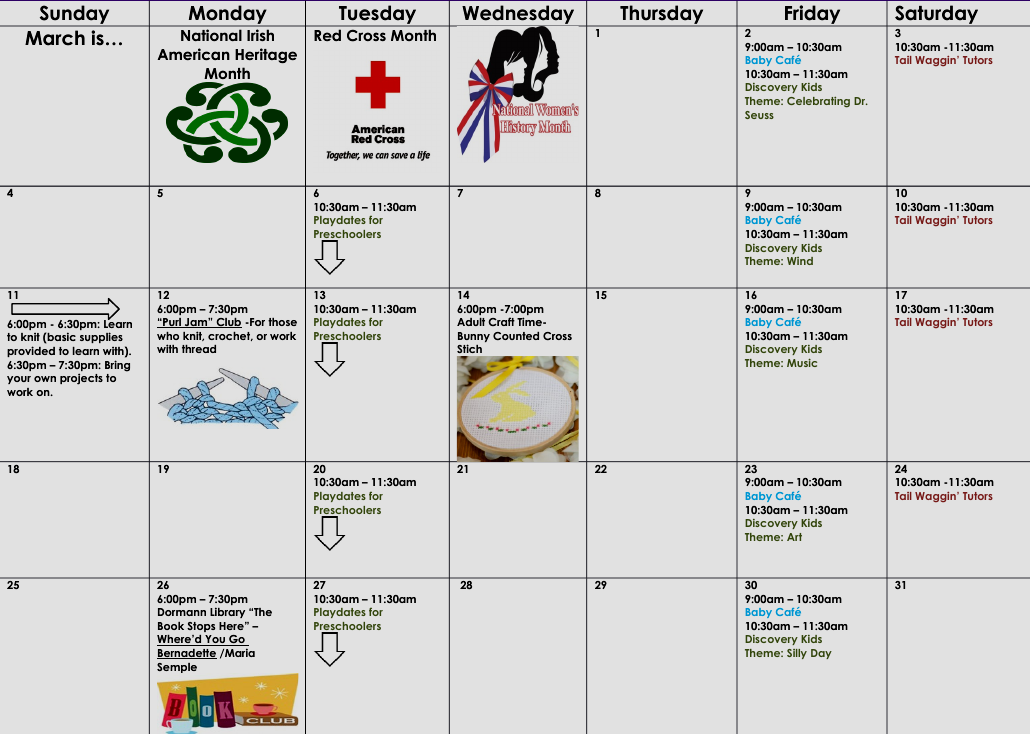 Sunday
Monday
Tuesday
Wednesday
Thursday
Friday
Saturday
March is…
National Irish
American Heritage
Month
Red Cross Month
American
Red Cross
Together, we can save a life
National Women's
History Month
1
2
9:00am – 10:30am
Baby Café
10:30am – 11:30am
Discovery Kids
Theme: Celebrating Dr.
Seuss
3
10:30am -11:30am
Tail Waggin’ Tutors
4
5
6
10:30am – 11:30am
Playdates for
Preschoolers
7
8
9
9:00am – 10:30am
Baby Café
10:30am – 11:30am
Discovery Kids
Theme: Wind
10
10:30am -11:30am
Tail Waggin’ Tutors
11
6:00pm - 6:30pm: Learn
to knit (basic supplies
provided to learn with).
6:30pm – 7:30pm: Bring
your own projects to
work on.
12
6:00pm – 7:30pm
“Purl Jam” Club -For those
who knit, crochet, or work
with thread
13
10:30am – 11:30am
Playdates for
Preschoolers
14
6:00pm -7:00pm
Adult Craft Time-
Bunny Counted Cross
Stich
15
16
9:00am – 10:30am
Baby Café
10:30am – 11:30am
Discovery Kids
Theme: Music
17
10:30am -11:30am
Tail Waggin’ Tutors
18
19
20
10:30am – 11:30am
Playdates for
Preschoolers
21
22
23
9:00am – 10:30am
Baby Café
10:30am – 11:30am
Discovery Kids
Theme: Art
24
10:30am -11:30am
Tail Waggin’ Tutors
25
26
6:00pm – 7:30pm
Dormann Library “The
Book Stops Here” –
Where’d You Go
Bernadette /Maria
Semple
BOOK
CLUB
27
10:30am – 11:30am
Playdates for
Preschoolers
28
29
30
9:00am – 10:30am
Baby Café
10:30am – 11:30am
Discovery Kids
Theme: Silly Day
31